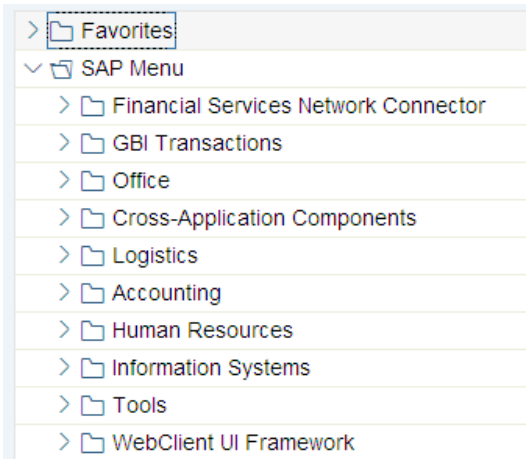 Favorites
SAP Menu
Financial Services Network Connector
GBI Transactions
Office
Cross-Application Components
Logistics
Accounting
Human Resources
Information Systems
Tools
WebClient UI Framework